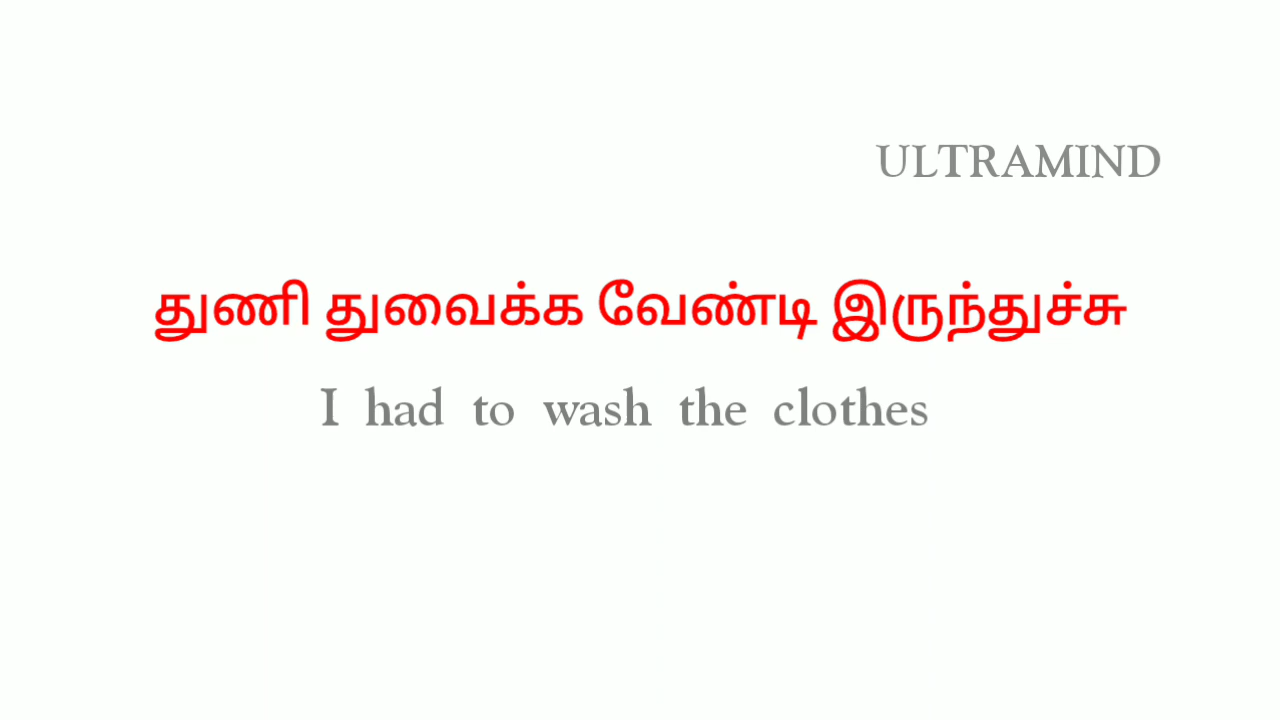 ULTRAMIND
துணி துவைக்க வேண்டி இருந்துச்சு
I had to wash the clothes